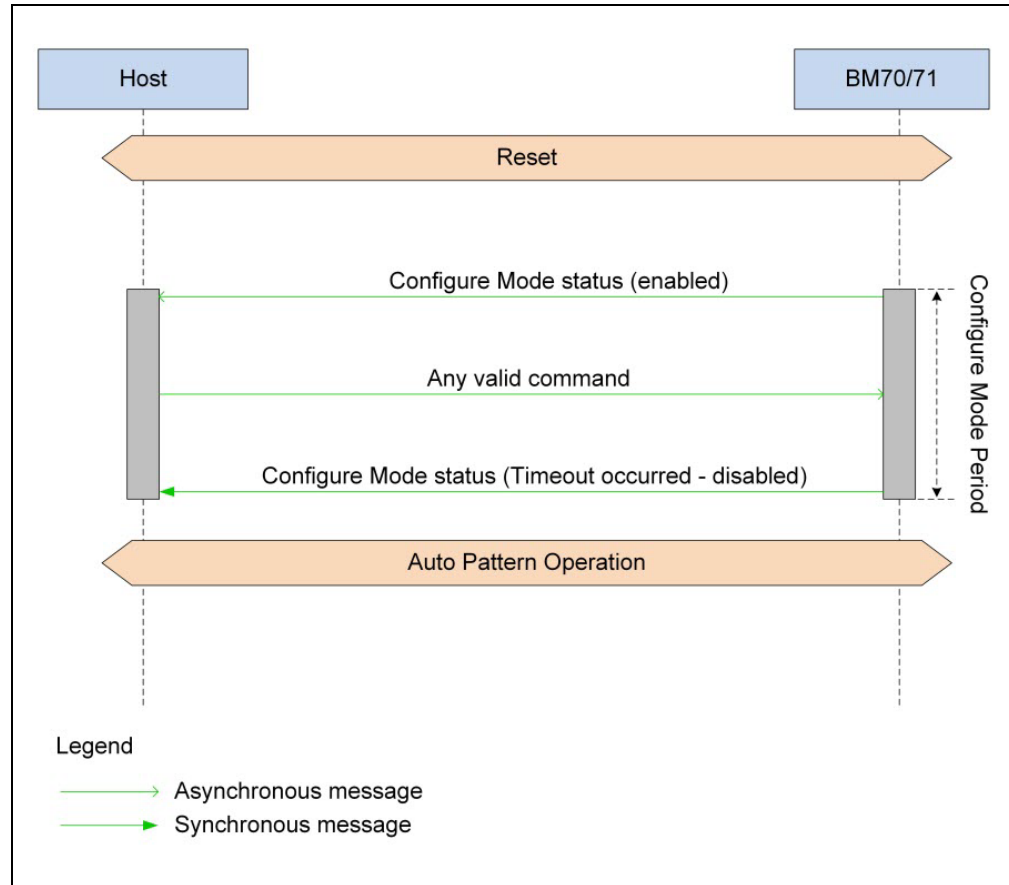 Host
BM70/71
Reset
Configure Mode status (enabled)
Any valid command
Configure Mode status (Timeout occurred - disabled)
Configure Mode Period
Auto Pattern Operation
Legend
Asynchronous message
Synchronous message